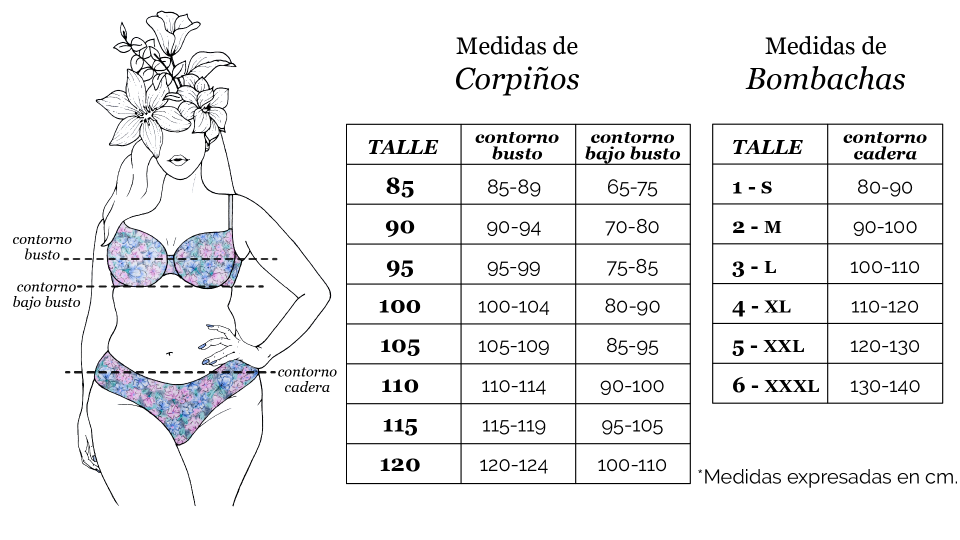 contorno
busto
contorno
bajo busto
contorno
cadera
Medidas de
Corpiños
TALLE contorno busto contorno bajo busto
85 85-89 65-75
90 90-94 70-80
95 95-99 75-85
100 100-104 80-90
105 105-109 85-95
110 110-114 90-100
115 115-119 95-105
120 120-124 100-110
Medidas de
Bombachas
TALLE contorno cadera
1 - S 80-90
2 - M 90-100
3 - L 100-110
4 - XL 110-120
5 - XXL 120-130
6 - XXXL 130-140
*Medidas expresadas en cm.